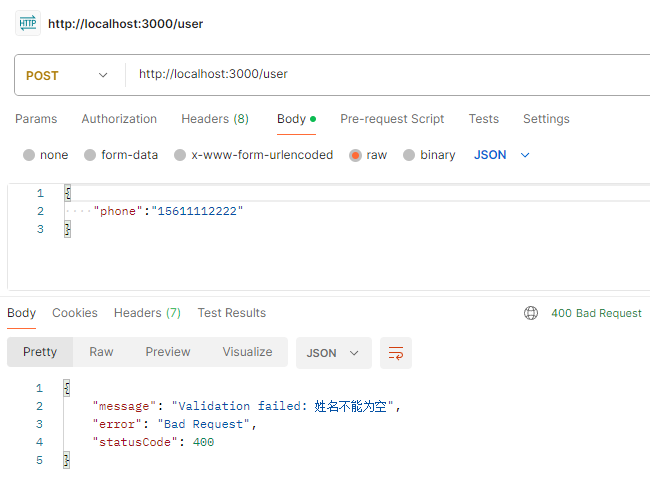 HTTP http://localhost:3000/user
POST http://localhost:3000/user
Params Authorization Headers (8) Body Pre-request Script Tests Settings
none form-data x-www-form-urlencoded raw binary JSON
1 {
2 "phone":"15611112222"
3 }
Body Cookies Headers (7) Test Results 400 Bad Request
Pretty Raw Preview Visualize JSON
1 {
2 "message": "Validation failed: 姓名不能为空",
3 "error": "Bad Request",
4 "statusCode": 400
5 }